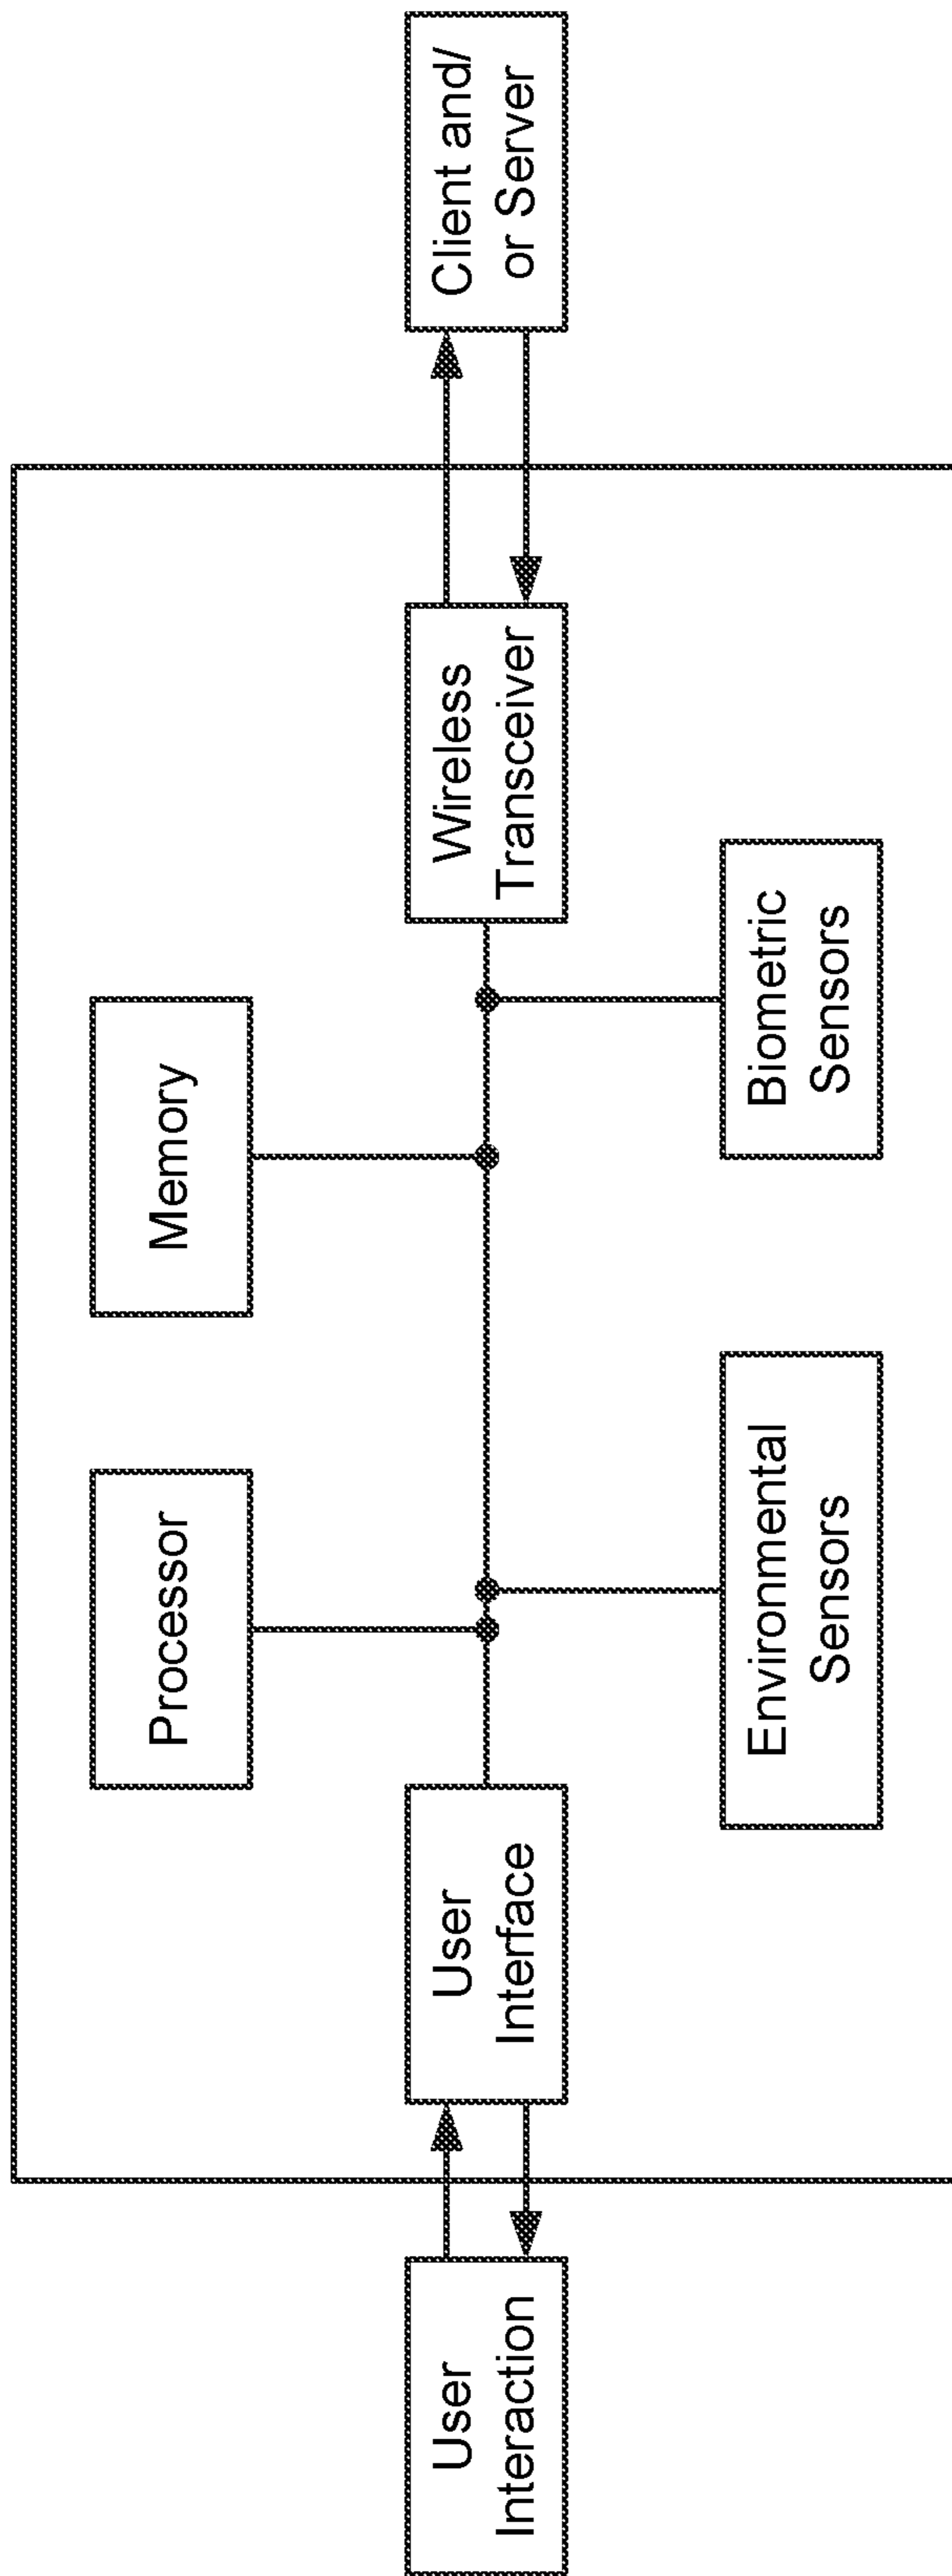 Processor
Memory
User
Interaction
User
Interface
Wireless
Transceiver
Client and/
or Server
Environmental
Sensors
Biometric
Sensors